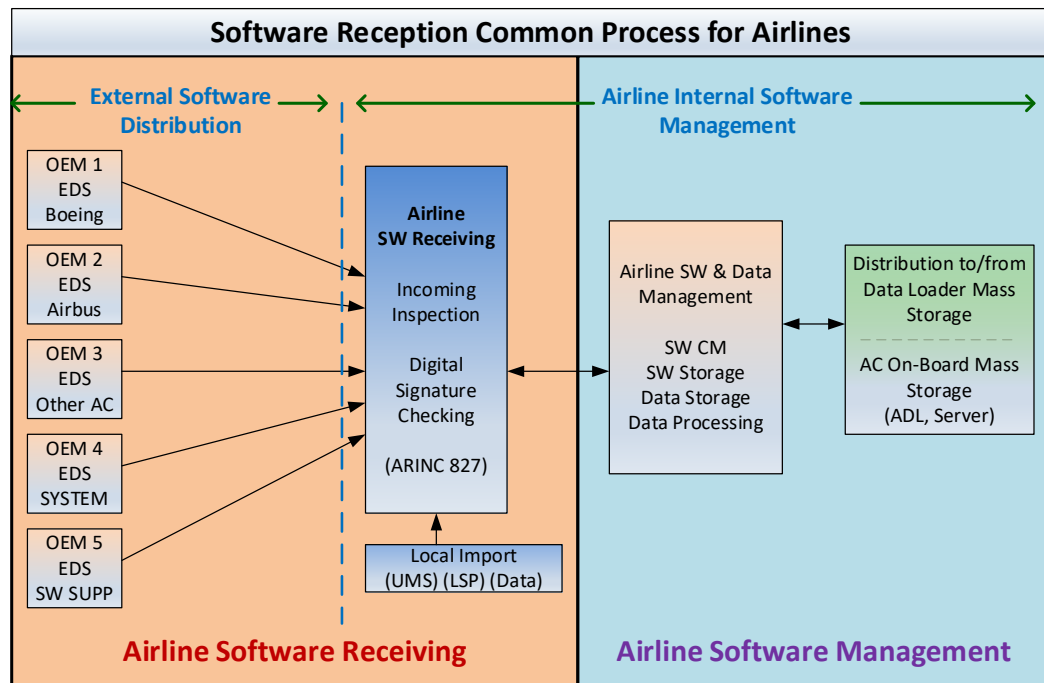 Software Reception Common Process for Airlines
External Software
Distribution
Airline Internal Software
Management
OEM 1
EDS
Boeing
OEM 2
EDS
Airbus
OEM 3
EDS
Other AC
OEM 4
EDS
SYSTEM
OEM 5
EDS
SW SUPP
Airline
SW Receiving
Incoming
Inspection
Digital
Signature
Checking
(ARINC 827)
Local Import
(UMS) (LSP) (Data)
Airline SW & Data
Management
SW CM
SW Storage
Data Storage
Data Processing
Distribution to/from
Data Loader Mass
Storage
AC On-Board Mass
Storage
(ADL, Server)
Airline Software Receiving
Airline Software Management